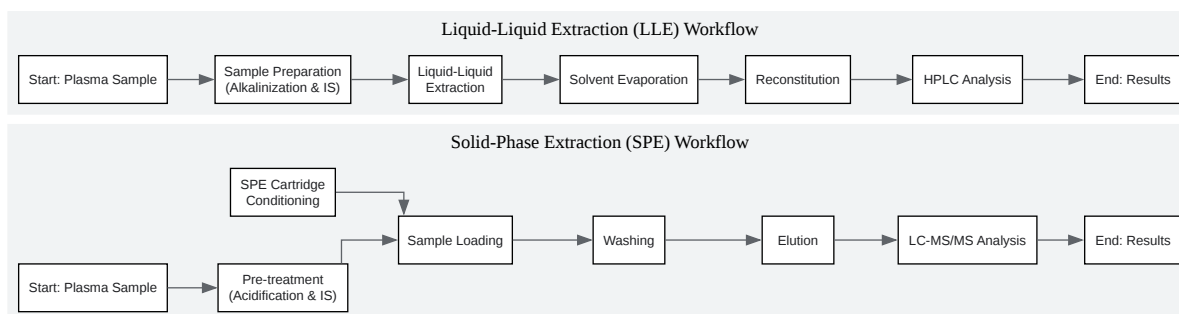 Liquid-Liquid Extraction (LLE) Workflow
Start: Plasma Sample
Sample Preparation
(Alkalinization & IS)
Liquid-Liquid
Extraction
Solvent Evaporation
Reconstitution
HPLC Analysis
End: Results
Solid-Phase Extraction (SPE) Workflow
SPE Cartridge
Conditioning
Start: Plasma Sample
Pre-treatment
(Acidification & IS)
Sample Loading
Washing
Elution
LC-MS/MS Analysis
End: Results